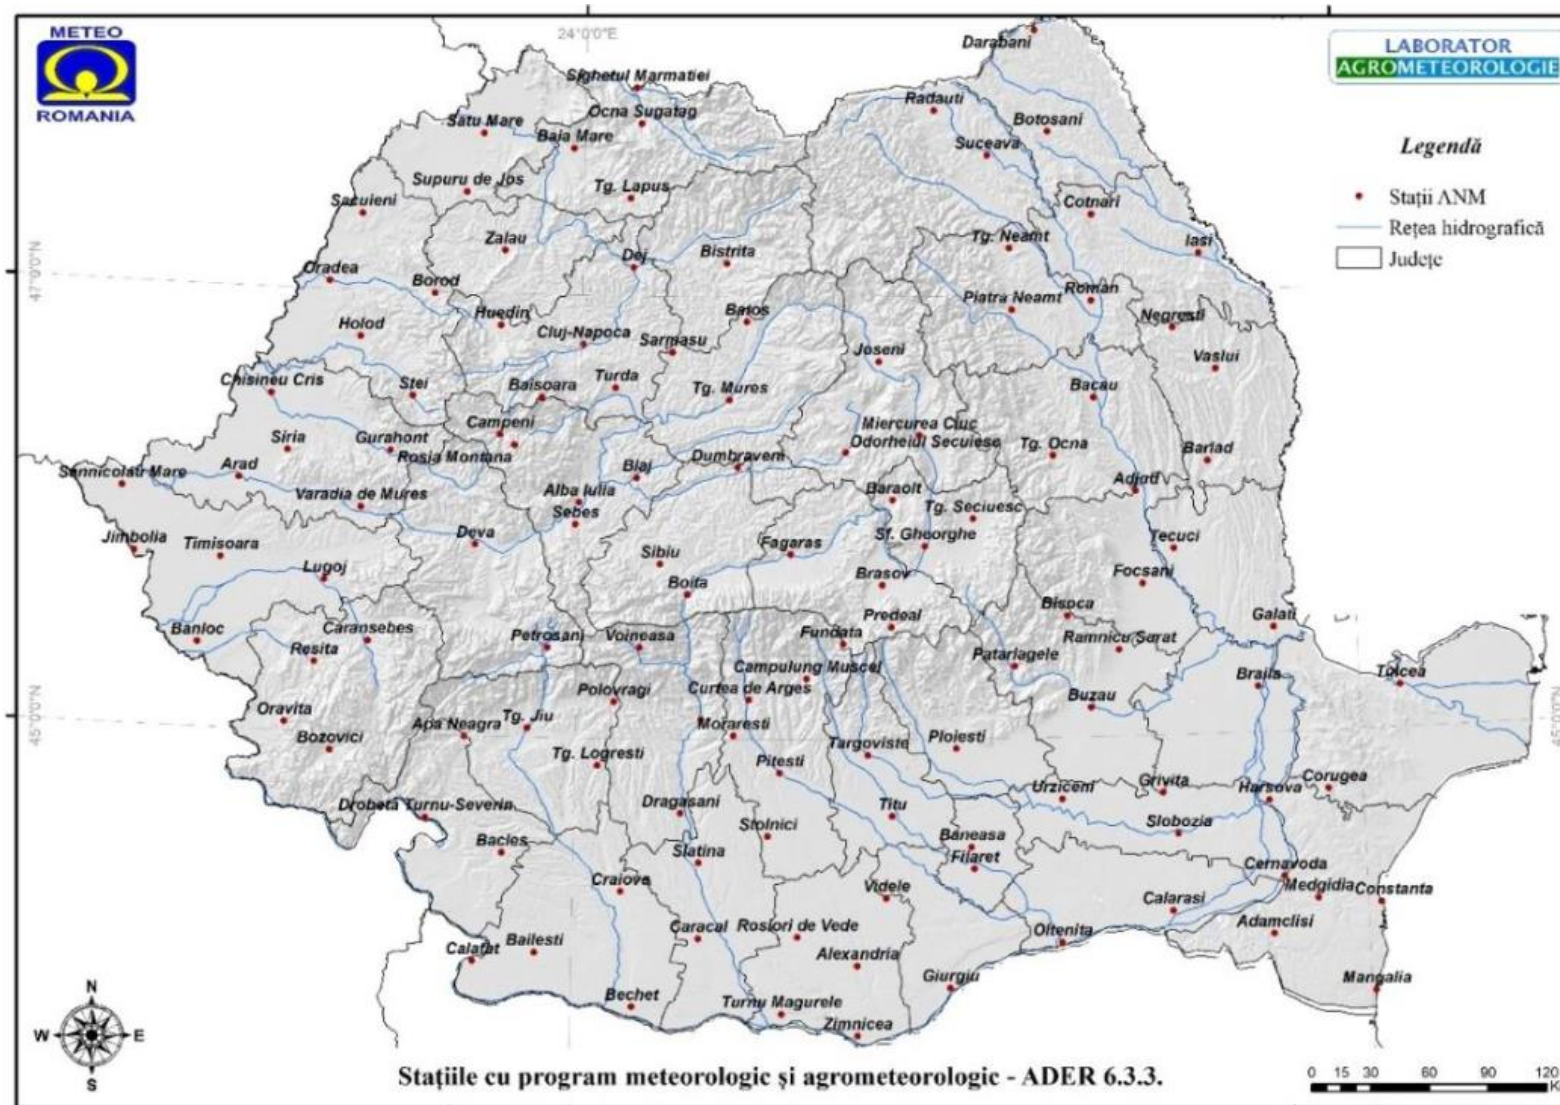 METEO
ROMANIA
24°0'0"E
LABORATOR
AGROMETEOROLOGIE
Legendă
Stații ANM
Rețea hidrografică
Județe
47°0'0"N
45°0'0"N
45°0'0"N
Darabani
Sighetul Marmatiei
Ocna Sugatag
Radauti
Botosani
Satu Mare
Baia Mare
Suceava
Supuru de Jos
Tg. Lapus
Sacuieni
Cotnari
Zalau
Bistrita
Tg. Neamt
Iasi
Dej
Oradea
Borod
Roman
Piatra Neamt
Huedin
Batos
Negresti
Holod
Cluj-Napoca
Sarmasu
Joseni
Vaslui
Chisineu Cris
Stei
Baisoara
Turda
Tg. Mures
Bacau
Campeni
Miercurea Ciuc
Siria
Gurahont
Odorheiul Secuiesc
Tg. Ocna
Barlad
Rosia Montana
Sannicolau Mare
Arad
Blaj
Dumbraveni
Varadia de Mures
Alba Iulia
Baraolt
Adjud
Sebes
Tg. Seciuesc
Jimbolia
Timisoara
Deva
Fagaras
Sf. Gheorghe
Tecuci
Lugoj
Sibiu
Boita
Brasov
Focsani
Banloc
Caransebes
Petrosani
Voineasa
Fundata
Predeal
Bisoca
Galati
Resita
Ramnicu Sarat
Campulung Muscel
Patarlagele
Polovragi
Curtea de Arges
Buzau
Braila
Tulcea
Oravita
Bozovici
Apa Neagra
Tg. Jiu
Moraresti
Targoviste
Ploiesti
Tg. Logresti
Pitesti
Urziceni
Grivita
Harsova
Corugea
Drobeta Turnu-Severin
Dragasani
Titu
Stolnici
Slobozia
Bacles
Slatina
Baneasa
Filaret
Craiova
Videle
Cernavoda
Medgidia
Constanta
Calarasi
Caracal
Rosiori de Vede
Oltenita
Adamclisi
Calafat
Bailesti
Alexandria
Giurgiu
Mangalia
Bechet
Turnu Magurele
Zimnicea
N
W
E
S
Stațiile cu program meteorologic și agrometeorologic - ADER 6.3.3.
0 15 30 60 90 120
K